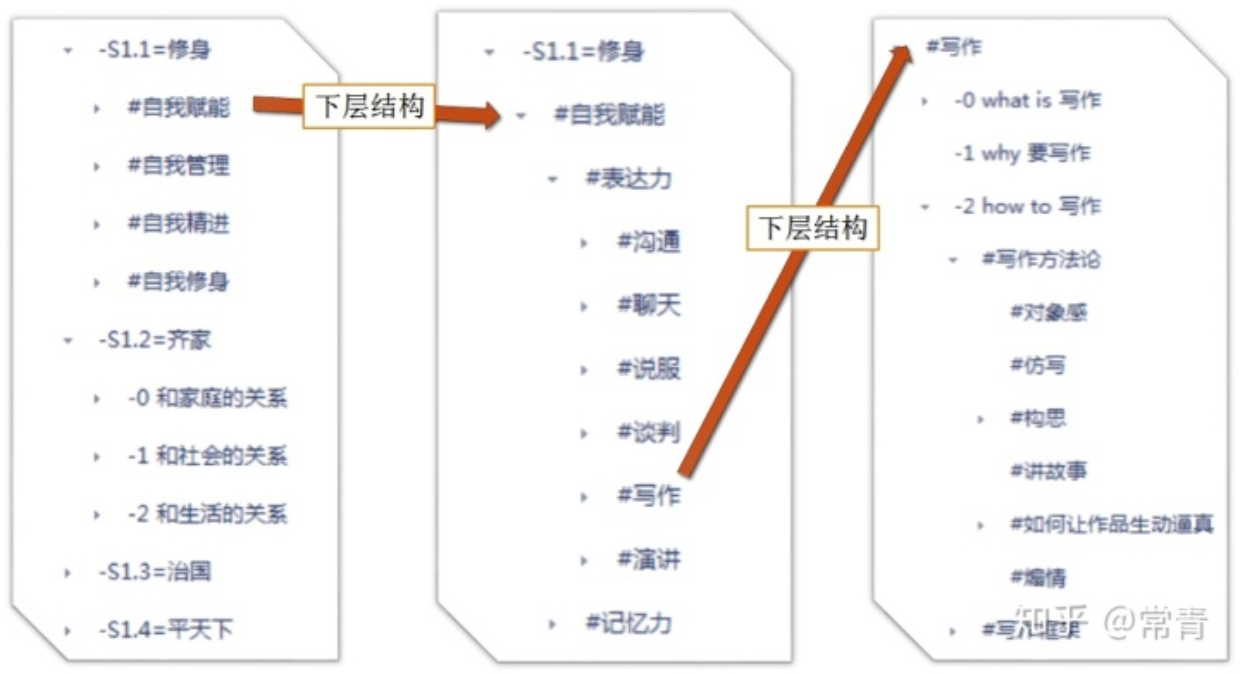 -S1.1=修身
#自我赋能
#自我管理
#自我精进
#自我修身
-S1.2=齐家
-0 和家庭的关系
-1 和社会的关系
-2 和生活的关系
-S1.3=治国
-S1.4=平天下
下层结构
-S1.1=修身
#自我赋能
#表达力
#沟通
#聊天
#说服
#谈判
#写作
#演讲
#记忆力
下层结构
#写作
-0 what is 写作
-1 why 要写作
-2 how to 写作
#写作方法论
#对象感
#仿写
#构思
#讲故事
#如何让作品生动逼真
#煽情
知乎 @常青